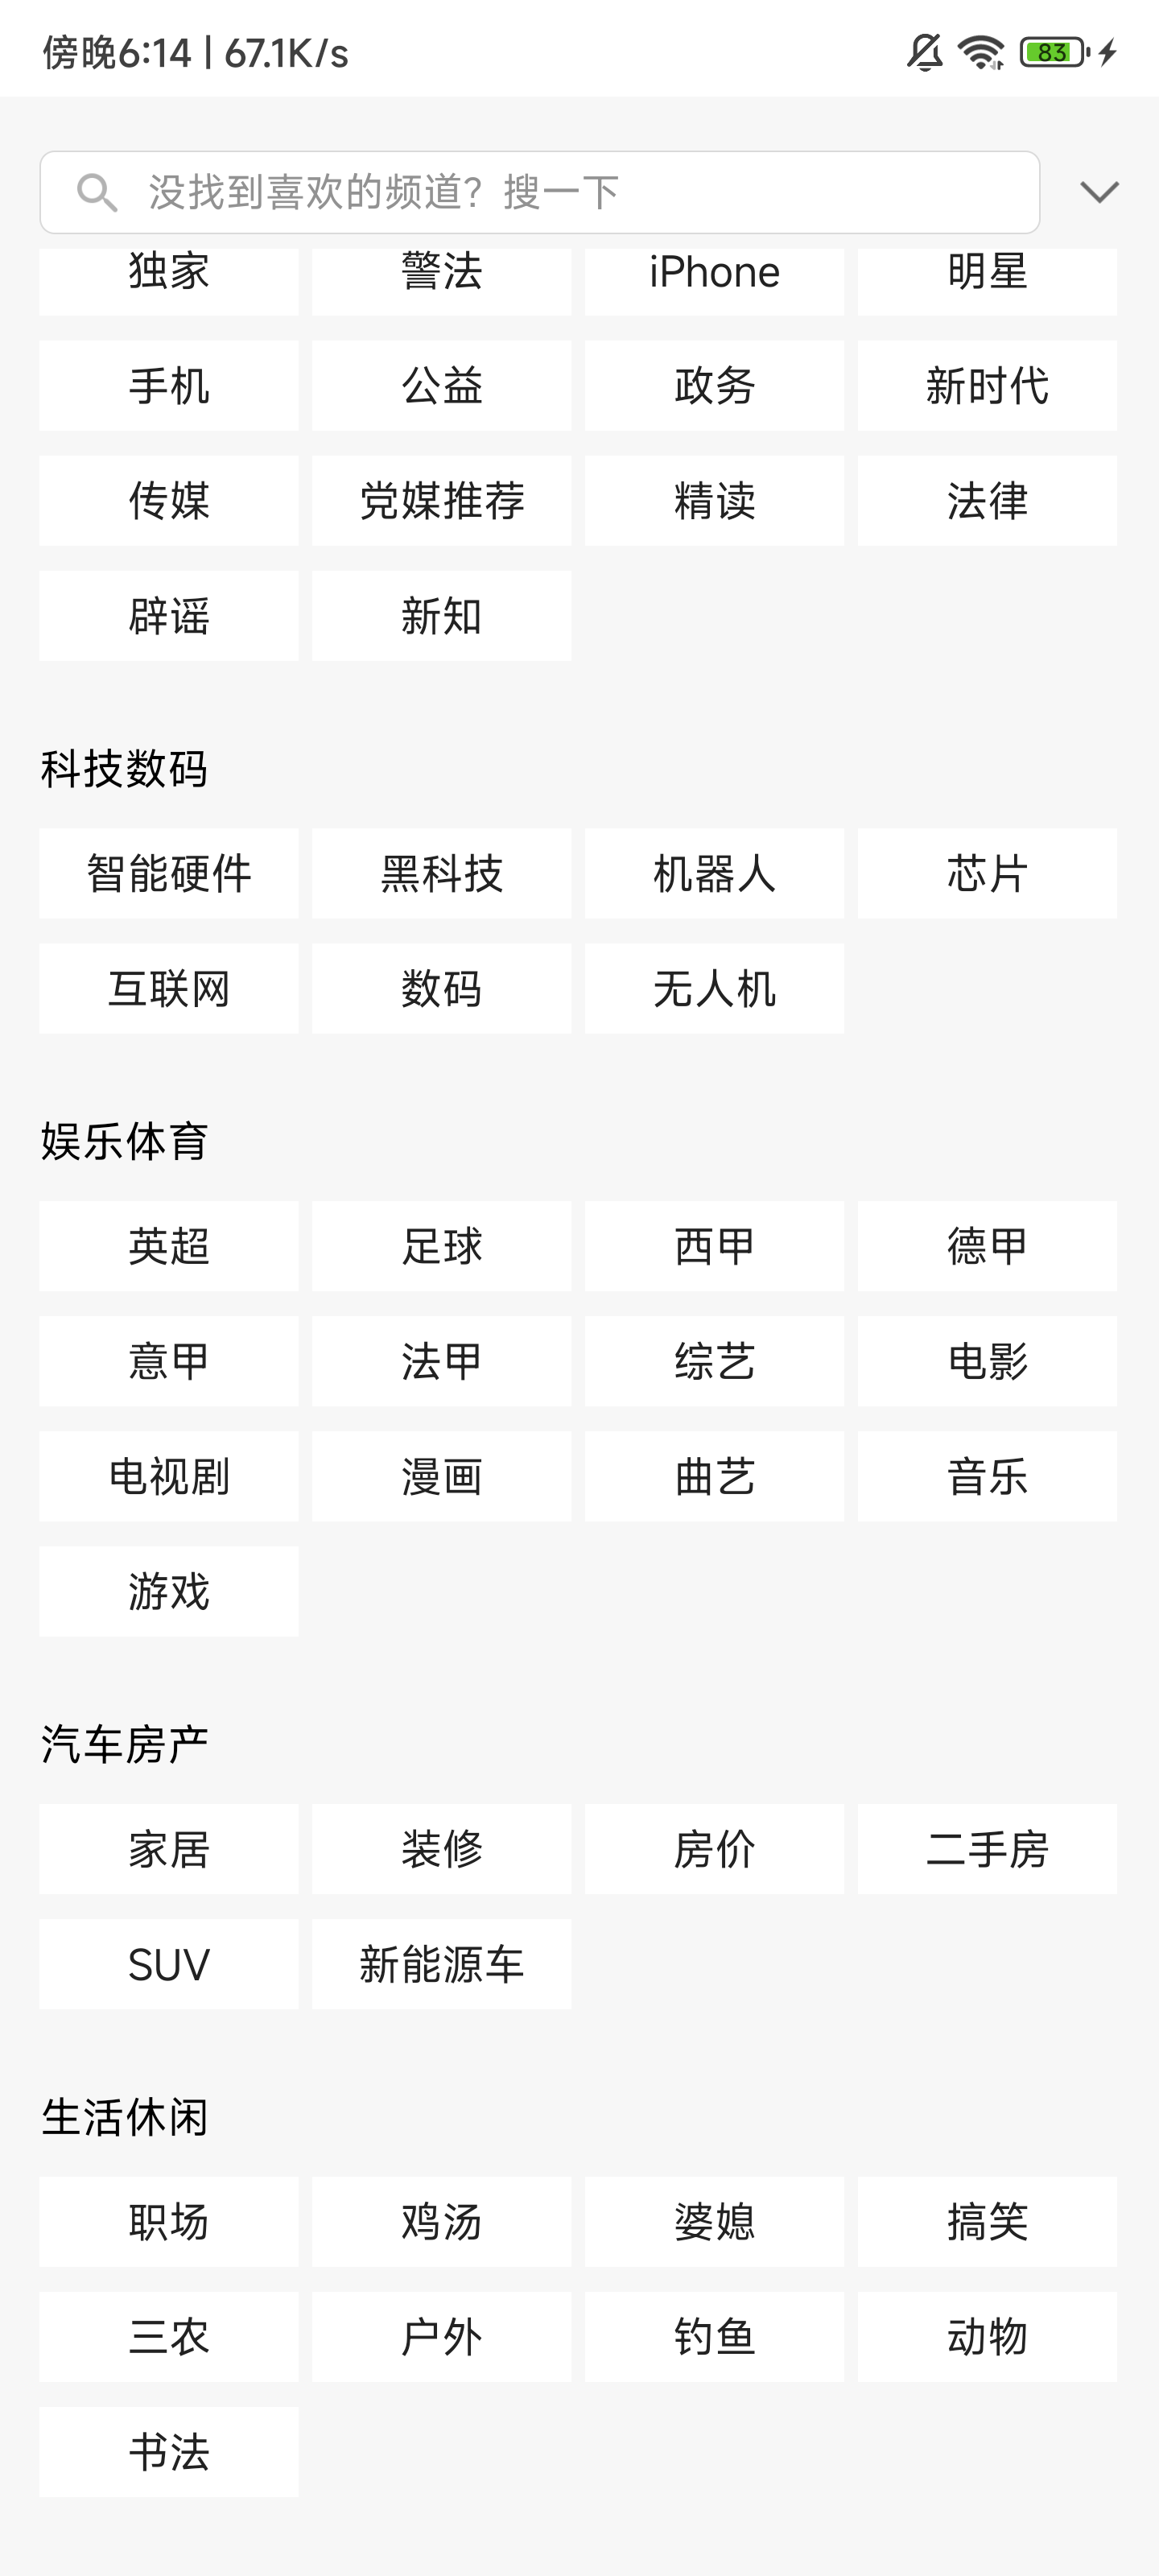 傍晚6:14 | 67.1K/s 83
没找到喜欢的频道？搜一下
独家 警法 iPhone 明星
手机 公益 政务 新时代
传媒 党媒推荐 精读 法律
辟谣 新知
科技数码
智能硬件 黑科技 机器人 芯片
互联网 数码 无人机
娱乐体育
英超 足球 西甲 德甲
意甲 法甲 综艺 电影
电视剧 漫画 曲艺 音乐
游戏
汽车房产
家居 装修 房价 二手房
SUV 新能源车
生活休闲
职场 鸡汤 婆媳 搞笑
三农 户外 钓鱼 动物
书法